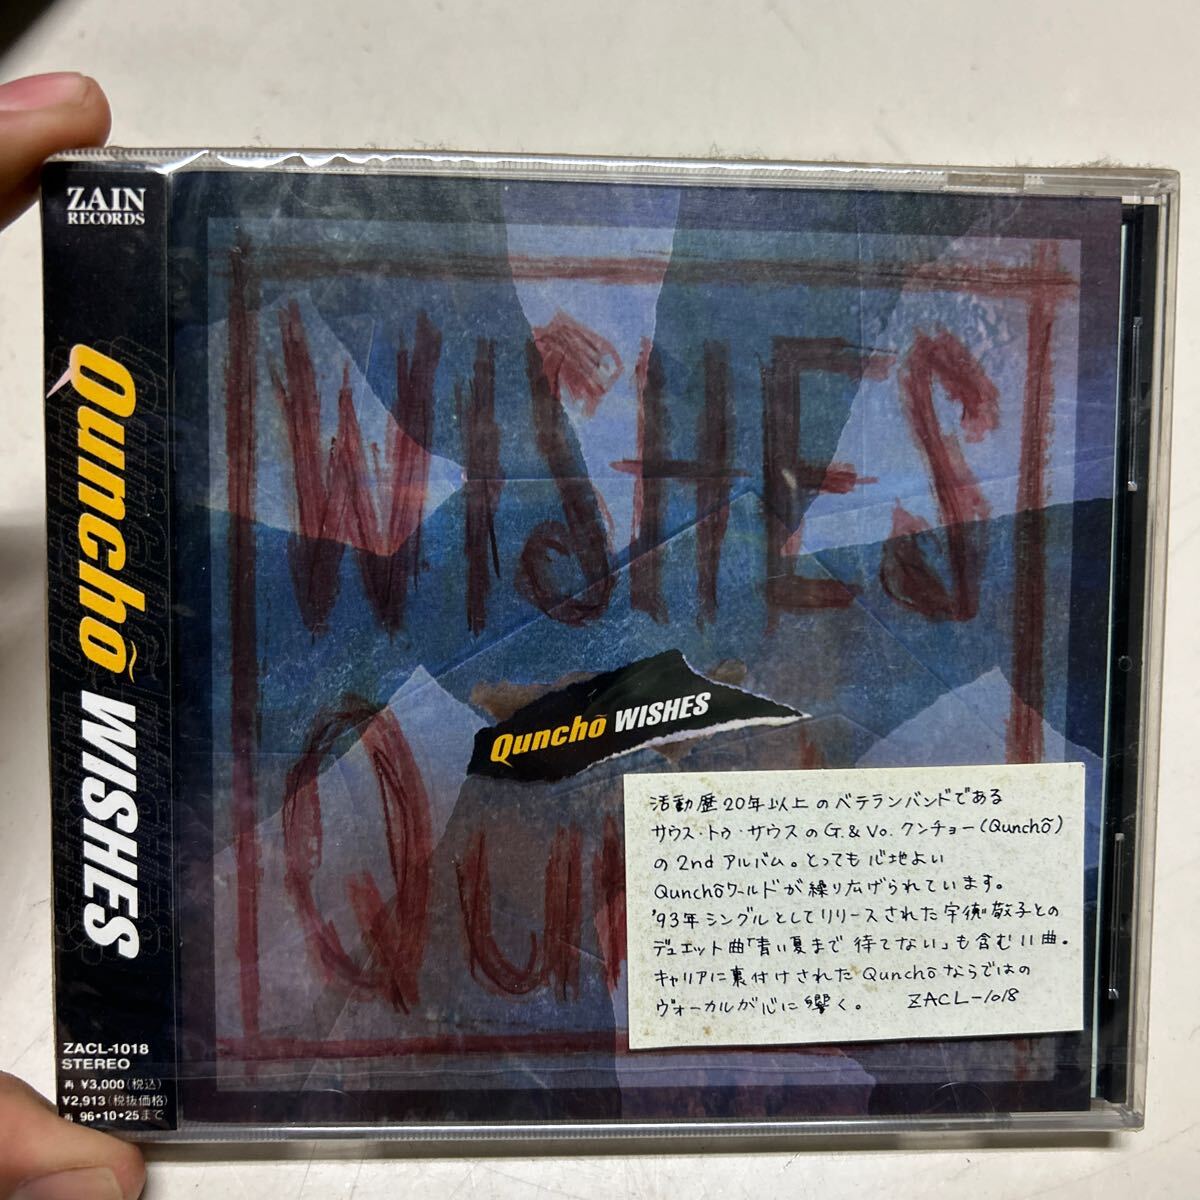 ZAIN
RECORDS
Qunchô WISHES
ZACL-1018
STEREO
再 ¥3,000(税込)
¥2,913(税抜価格)
再 96・10・25まで
WISHES
Qunchô WISHES
Qun
活動歴20年以上のベテランバンドである
サウス・トゥ・サウスのG.&Vo.クンチョー(Qunchô)
の2ndアルバム。とっても心地よい
Qunchôワールドが繰り広げられています。
'93年シングルとしてリリースされた宇徳敬子との
デュエット曲「青い夏まで待てない」も含む11曲。
キャリアに裏付けされたQunchôならではの
ヴォーカルが心に響く。 ZACL-1018